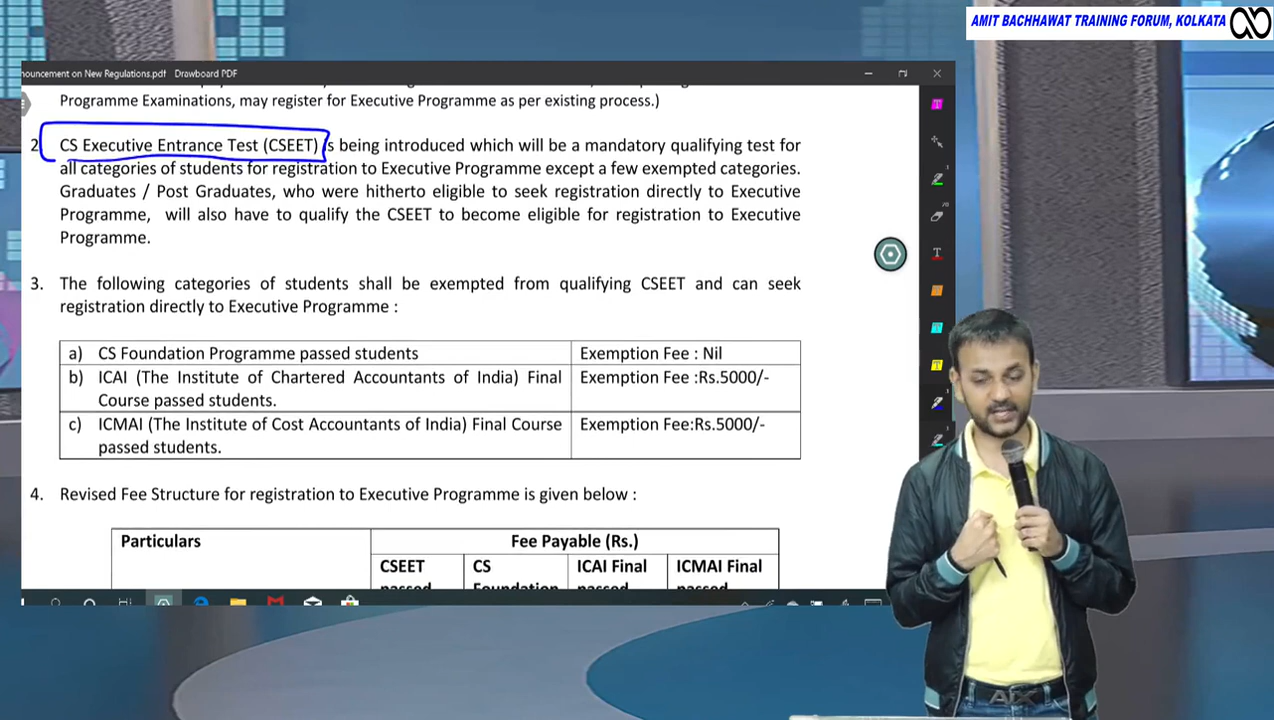 AMIT BACHHAWAT TRAINING FORUM, KOLKATA
nouncement on New Regulations.pdf Drawboard PDF
Programme Examinations, may register for Executive Programme as per existing process.)
2. CS Executive Entrance Test (CSEET) is being introduced which will be a mandatory qualifying test for
all categories of students for registration to Executive Programme except a few exempted categories.
Graduates / Post Graduates, who were hitherto eligible to seek registration directly to Executive
Programme, will also have to qualify the CSEET to become eligible for registration to Executive
Programme.
3. The following categories of students shall be exempted from qualifying CSEET and can seek
registration directly to Executive Programme :
a) CS Foundation Programme passed students Exemption Fee : Nil
b) ICAI (The Institute of Chartered Accountants of India) Final Exemption Fee :Rs.5000/-
Course passed students.
c) ICMAI (The Institute of Cost Accountants of India) Final Course Exemption Fee:Rs.5000/-
passed students.
4. Revised Fee Structure for registration to Executive Programme is given below :
Particulars Fee Payable (Rs.)
CSEET CS ICAI Final ICMAI Final
passed Foundation passed passed